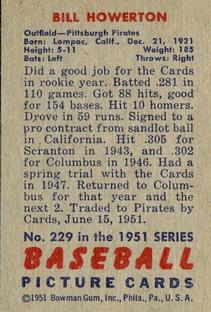 BILL HOWERTON
Outfield—Pittsburgh Pirates
Born: Lompoc, Calif., Dec. 21, 1921
Height: 5-11 Weight: 185
Bats: Left Throws: Right
Did a good job for the Cards
in rookie year. Batted .281 in
110 games. Got 88 hits, good
for 154 bases. Hit 10 homers.
Drove in 59 runs. Signed to a
pro contract from sandlot ball
in California. Hit .305 for
Scranton in 1943, and .302
for Columbus in 1946. Had a
spring trial with the Cards
in 1947. Returned to Colum-
bus for that year and the
next 2. Traded to Pirates by
Cards, June 15, 1951.
No. 229 in the 1951 SERIES
BASEBALL
PICTURE CARDS
©1951 Bowman Gum, Inc., Phila., Pa., U. S. A.